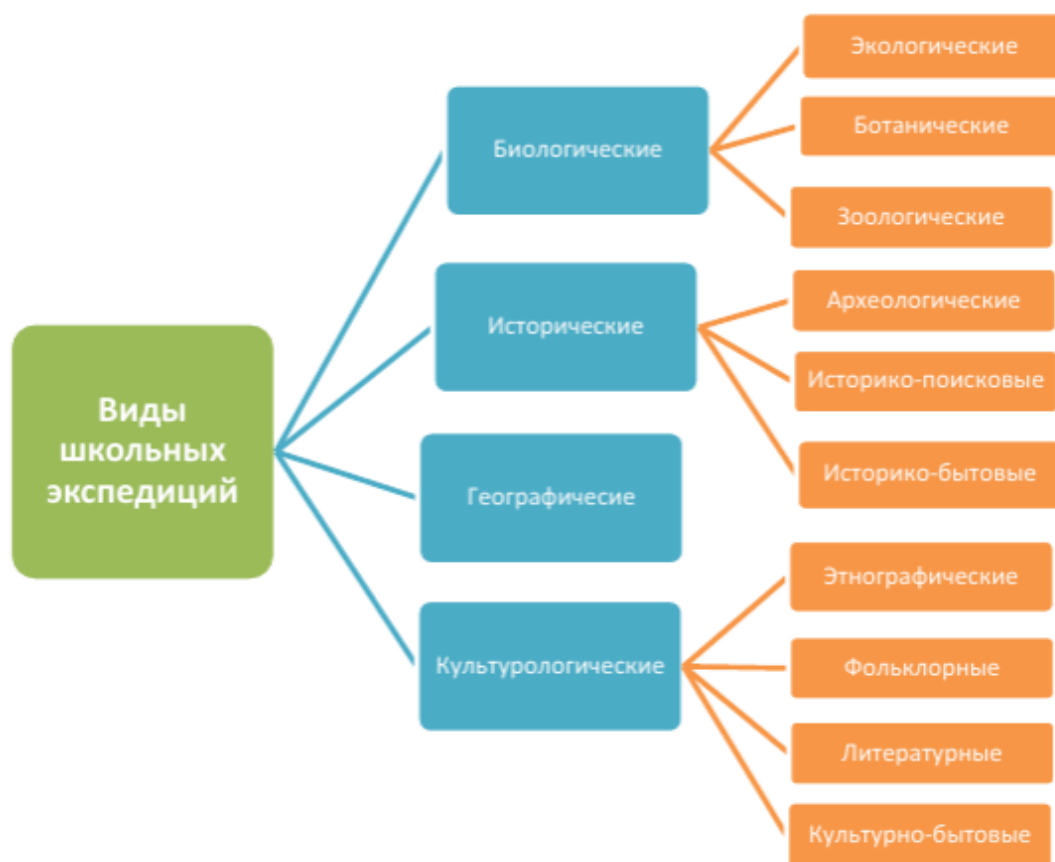 Виды
школьных
экспедиций
Биологические
Экологические
Ботанические
Зоологические
Исторические
Археологические
Историко-поисковые
Историко-бытовые
Географичесие
Культурологические
Этнографические
Фольклорные
Литературные
Культурно-бытовые